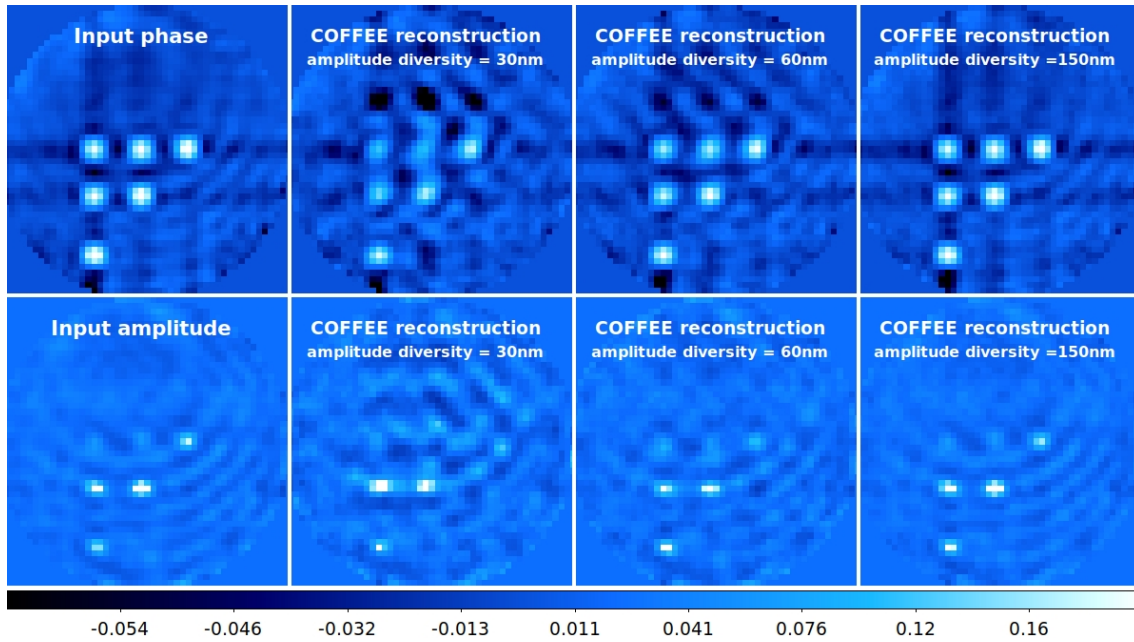 Input phase
COFFEE reconstruction
amplitude diversity = 30nm
COFFEE reconstruction
amplitude diversity = 60nm
COFFEE reconstruction
amplitude diversity =150nm
Input amplitude
COFFEE reconstruction
amplitude diversity = 30nm
COFFEE reconstruction
amplitude diversity = 60nm
COFFEE reconstruction
amplitude diversity =150nm
-0.054 -0.046 -0.032 -0.013 0.011 0.041 0.076 0.12 0.16